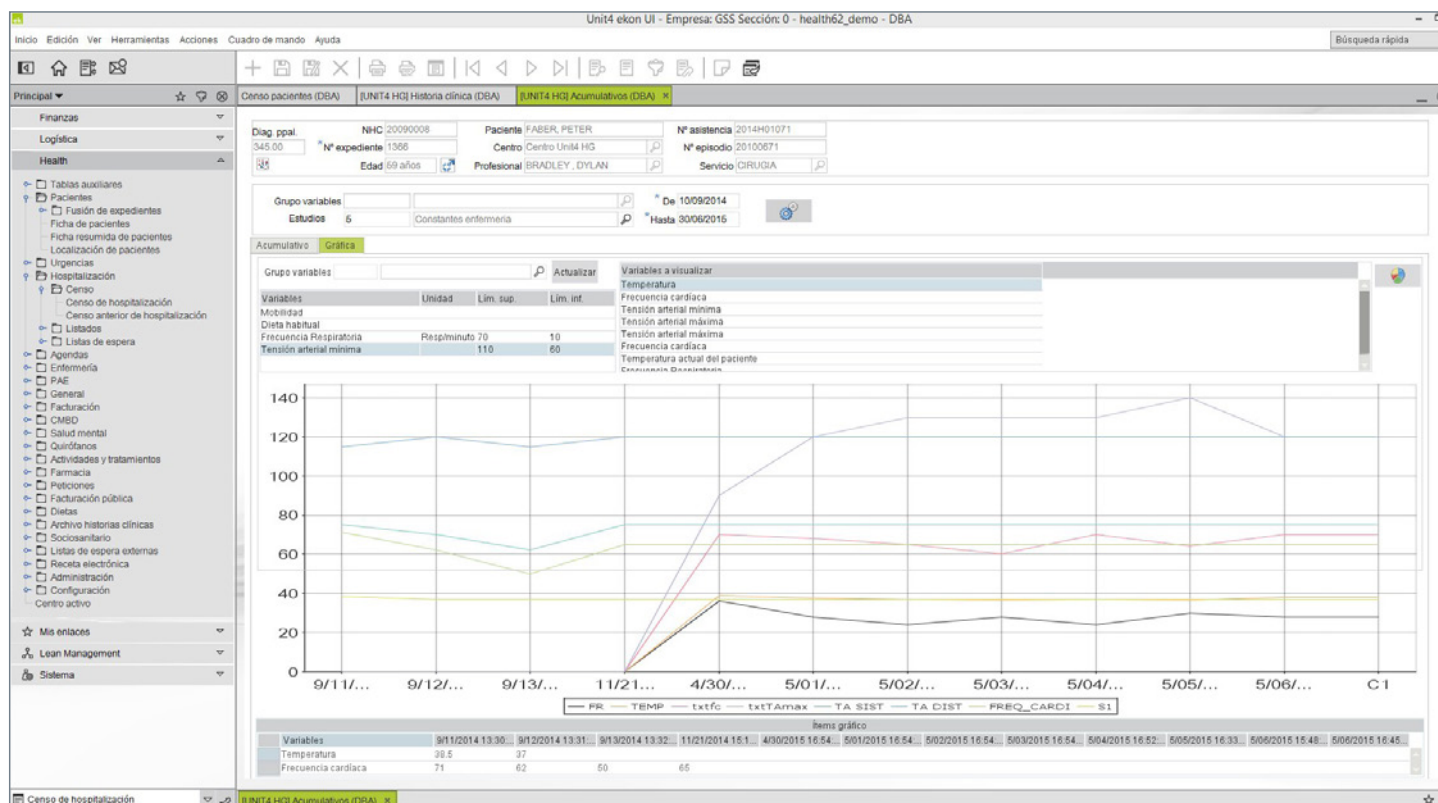 Unit4 ekon UI - Empresa: GSS Sección: 0 - health62_demo - DBA
Inicio Edición Ver Herramientas Acciones Cuadro de mando Ayuda
Búsqueda rápida
Principal
Censo pacientes (DBA) [UNIT4 HG] Historia clínica (DBA) [UNIT4 HG] Acumulativos (DBA) ×
Finanzas
Logística
Health
Tablas auxiliares
Pacientes
Fusión de expedientes
Ficha de pacientes
Ficha resumida de pacientes
Localización de pacientes
Urgencias
Hospitalización
Censo
Censo de hospitalización
Censo anterior de hospitalización
Listados
Listas de espera
Agendas
Enfermería
PAE
General
Facturación
CMBD
Salud mental
Quirófanos
Actividades y tratamientos
Farmacia
Peticiones
Facturación pública
Dietas
Archivo historias clínicas
Sociosanitario
Listas de espera externas
Receta electrónica
Administración
Configuración
Centro activo
Mis enlaces
Lean Management
Sistema
Diag. ppal. NHC 20090008 Paciente FABER, PETER Nº asistencia 2014H01071
345.00 *Nº expediente 1366 Centro Centro Unit4 HG Nº episodio 20100671
Edad 69 años Profesional BRADLEY , DYLAN Servicio CIRUGIA
Grupo variables * De 10/09/2014
Estudios 5 Constantes enfermeria * Hasta 30/06/2015
Acumulativo Gráfica
Grupo variables Actualizar
Variables Unidad Lim. sup. Lim. inf.
Mobilidad
Dieta habitual
Frecuencia Respiratoria Resp/minuto 70 10
Tensión arterial mínima 110 60
Variables a visualizar
Temperatura
Frecuencia cardíaca
Tensión arterial mínima
Tensión arterial máxima
Tensión arterial máxima
Frecuencia cardíaca
Temperatura actual del paciente
Frecuencia Respiratoria
140
120
100
80
60
40
20
0
9/11/... 9/12/... 9/13/... 11/21... 4/30/... 5/01/... 5/02/... 5/03/... 5/04/... 5/05/... 5/06/... C1
FR TEMP txtfc txtTAmax TA SIST TA DIST FREQ_CARDI S1
Ítems gráfico
Variables 9/11/2014 13:30:... 9/12/2014 13:31:... 9/13/2014 13:32:... 11/21/2014 15:1... 4/30/2015 16:54:... 5/01/2015 16:54:... 5/02/2015 16:54:... 5/03/2015 16:54... 5/04/2015 16:52:... 5/05/2015 16:33... 5/06/2015 15:48:... 5/06/2015 16:45...
Temperatura 38.5 37
Frecuencia cardíaca 71 62 50 65
Censo de hospitalización [UNIT4 HG] Acumulativos (DBA) ×